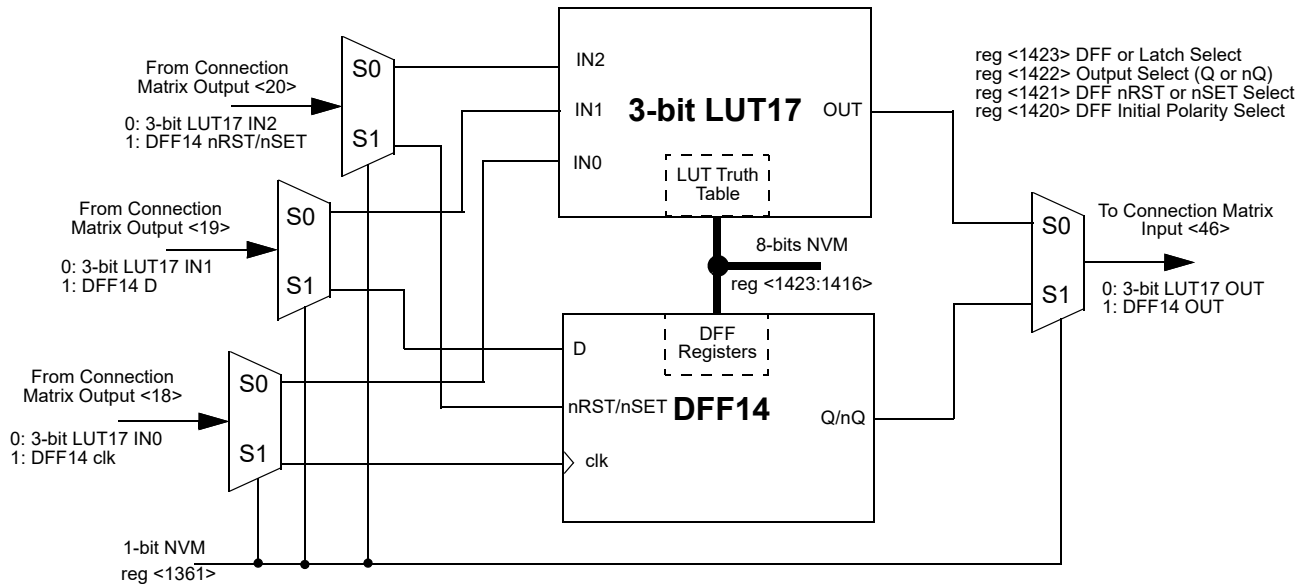 From Connection
Matrix Output <20>
0: 3-bit LUT17 IN2
1: DFF14 nRST/nSET
S0
S1
From Connection
Matrix Output <19>
0: 3-bit LUT17 IN1
1: DFF14 D
S0
S1
From Connection
Matrix Output <18>
0: 3-bit LUT17 IN0
1: DFF14 clk
S0
S1
1-bit NVM
reg <1361>
IN2
IN1
IN0
3-bit LUT17
OUT
LUT Truth
Table
8-bits NVM
reg <1423:1416>
DFF
Registers
D
nRST/nSET
clk
DFF14
Q/nQ
reg <1423> DFF or Latch Select
reg <1422> Output Select (Q or nQ)
reg <1421> DFF nRST or nSET Select
reg <1420> DFF Initial Polarity Select
S0
S1
To Connection Matrix
Input <46>
0: 3-bit LUT17 OUT
1: DFF14 OUT